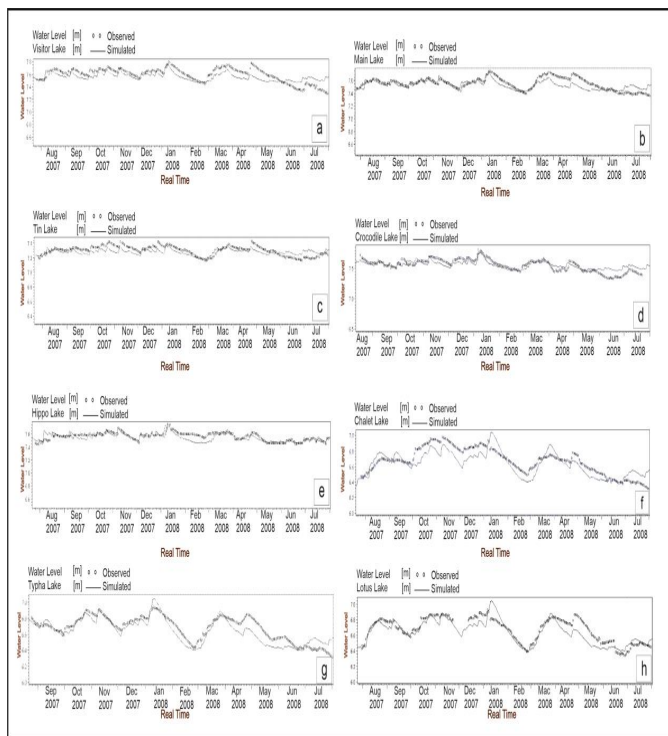 Water Level [m] o o Observed
Visitor Lake [m] — Simulated
Water Level
a
Aug Sep Oct Nov Dec Jan Feb Mac Apr May Jun Jul
2007 2007 2007 2007 2007 2008 2008 2008 2008 2008 2008 2008
Real Time
Water Level [m] o o Observed
Main Lake [m] — Simulated
Water Level
b
Aug Sep Oct Nov Dec Jan Feb Mac Apr May Jun Jul
2007 2007 2007 2007 2007 2008 2008 2008 2008 2008 2008 2008
Real Time
Water Level [m] o o Observed
Tin Lake [m] — Simulated
Water Level
c
Aug Sep Oct Nov Dec Jan Feb Mac Apr May Jun Jul
2007 2007 2007 2007 2007 2008 2008 2008 2008 2008 2008 2008
Real Time
Water Level [m] o o Observed
Crocodile Lake [m] — Simulated
Water Level
d
Aug Sep Oct Nov Dec Jan Feb Mac Apr May Jun Jul
2007 2007 2007 2007 2007 2008 2008 2008 2008 2008 2008 2008
Real Time
Water Level [m] o o Observed
Hippo Lake [m] — Simulated
Water Level
e
Aug Sep Oct Nov Dec Jan Feb Mac Apr May Jun Jul
2007 2007 2007 2007 2007 2008 2008 2008 2008 2008 2008 2008
Real Time
Water Level [m] o o Observed
Chalet Lake [m] — Simulated
Water Level
f
Aug Sep Oct Nov Dec Jan Feb Mac Apr May Jun Jul
2007 2007 2007 2007 2007 2008 2008 2008 2008 2008 2008 2008
Real Time
Water Level [m] o o Observed
Typha Lake [m] — Simulated
Water Level
g
Sep Oct Nov Dec Jan Feb Mac Apr May Jun Jul
2007 2007 2007 2007 2008 2008 2008 2008 2008 2008 2008
Real Time
Water Level [m] o o Observed
Lotus Lake [m] — Simulated
Water Level
h
Aug Sep Oct Nov Dec Jan Feb Mac Apr May Jun Jul
2007 2007 2007 2007 2007 2008 2008 2008 2008 2008 2008 2008
Real Time